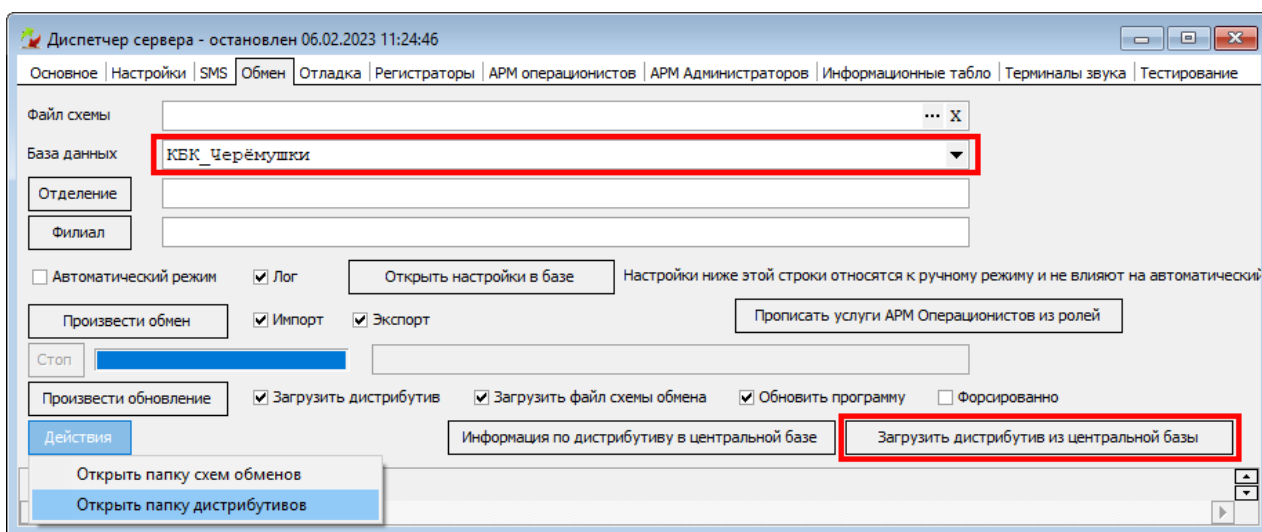 Диспетчер сервера - остановлен 06.02.2023 11:24:46
Основное Настройки SMS Обмен Отладка Регистраторы АРМ операционистов АРМ Администраторов Информационные табло Терминалы звука Тестирование
Файл схемы ... X
База данных КБК_Черёмушки
Отделение
Филиал
Автоматический режим Лог Открыть настройки в базе Настройки ниже этой строки относятся к ручному режиму и не влияют на автоматический
Произвести обмен Импорт Экспорт Прописать услуги АРМ Операционистов из ролей
Стоп
Произвести обновление Загрузить дистрибутив Загрузить файл схемы обмена Обновить программу Форсированно
Действия Информация по дистрибутиву в центральной базе Загрузить дистрибутив из центральной базы
Открыть папку схем обменов
Открыть папку дистрибутивов